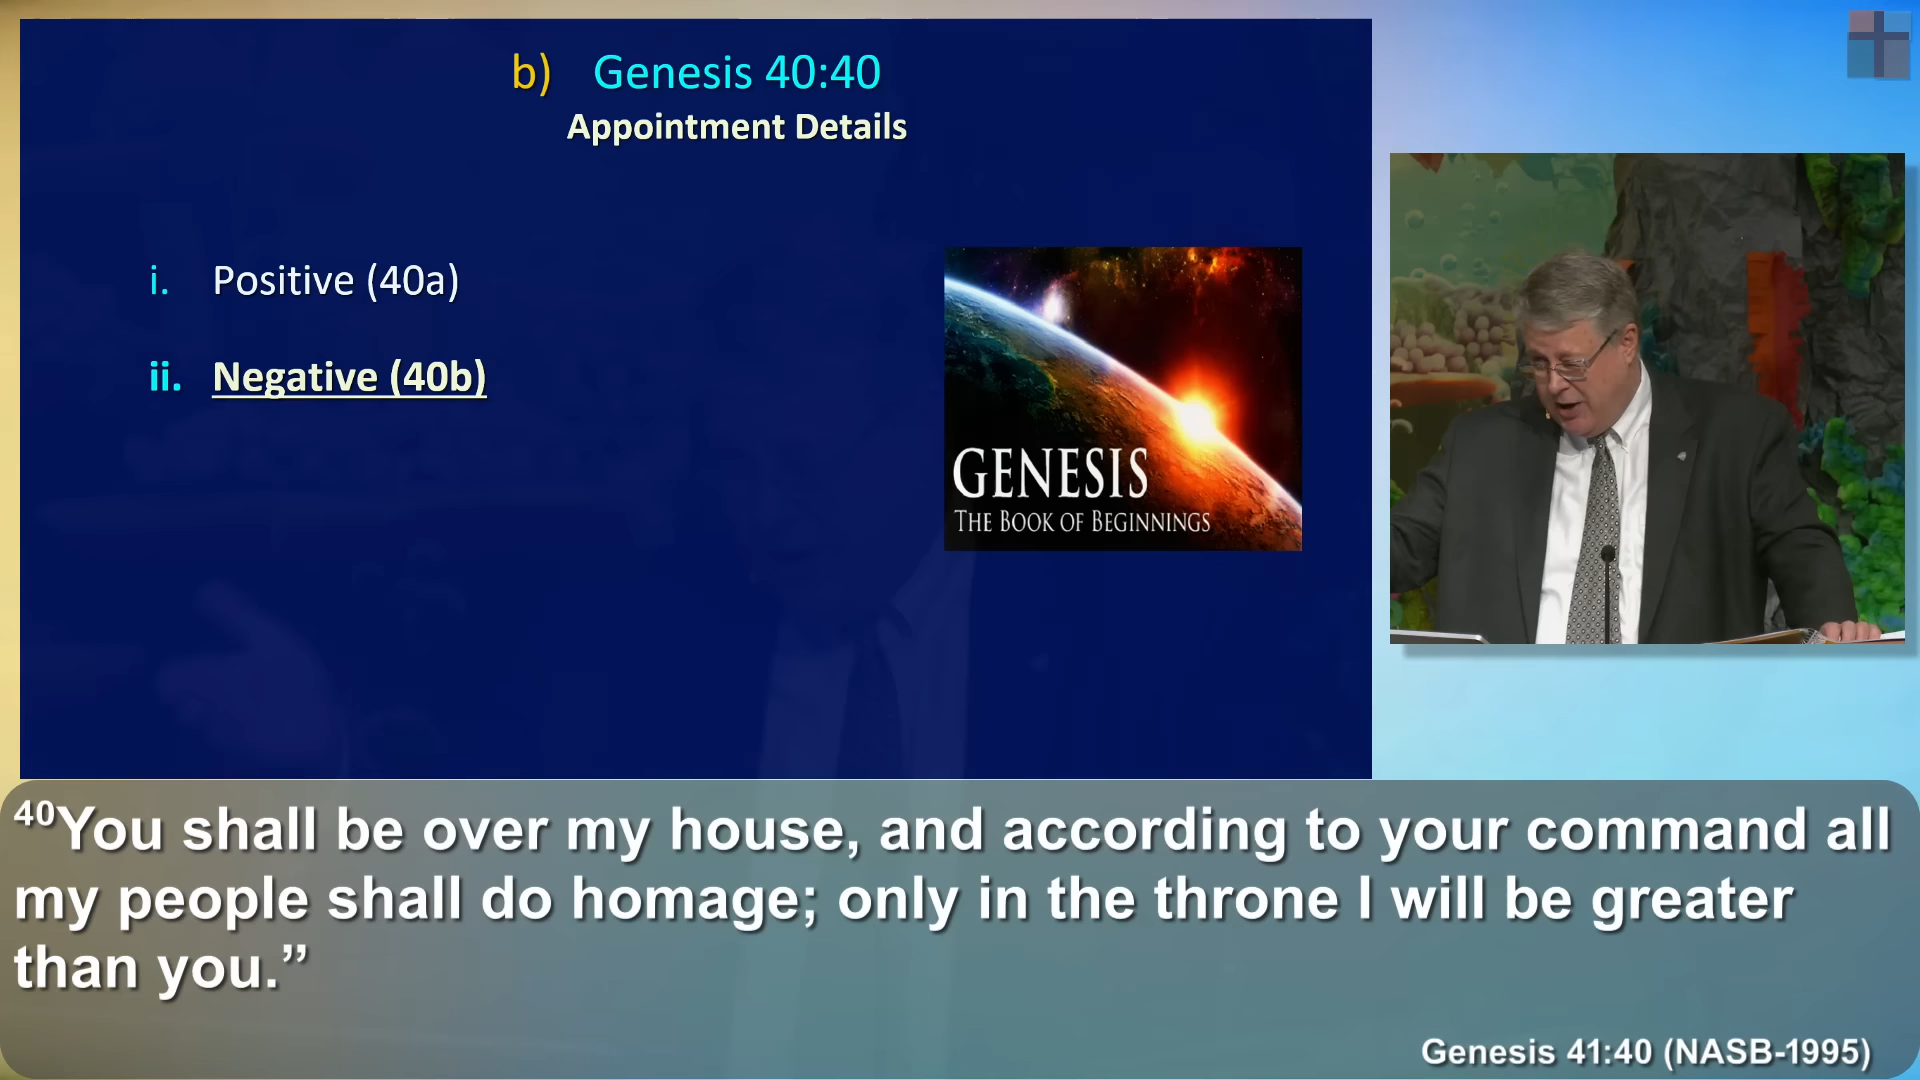 b) Genesis 40:40
Appointment Details
i. Positive (40a)
ii. Negative (40b)
GENESIS
THE BOOK OF BEGINNINGS
40You shall be over my house, and according to your command all
my people shall do homage; only in the throne I will be greater
than you.”
Genesis 41:40 (NASB-1995)